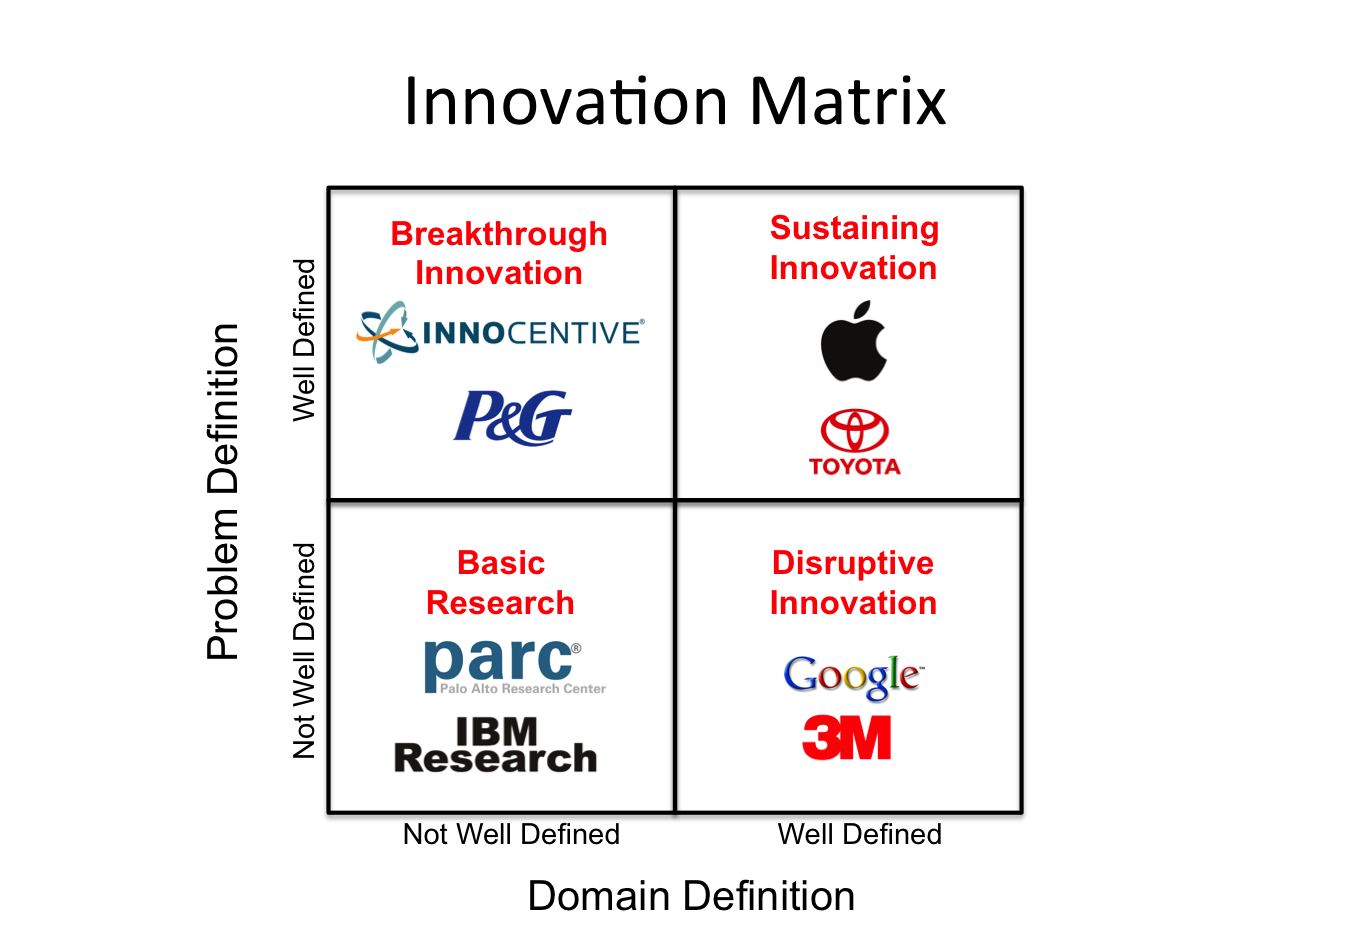 Innovation Matrix
Problem Definition
Well Defined
Not Well Defined
Breakthrough
Innovation
INNOCENTIVE®
P&G
Sustaining
Innovation
TOYOTA
Basic
Research
parc®
Palo Alto Research Center
IBM
Research
Disruptive
Innovation
Google™
3M
Not Well Defined
Well Defined
Domain Definition